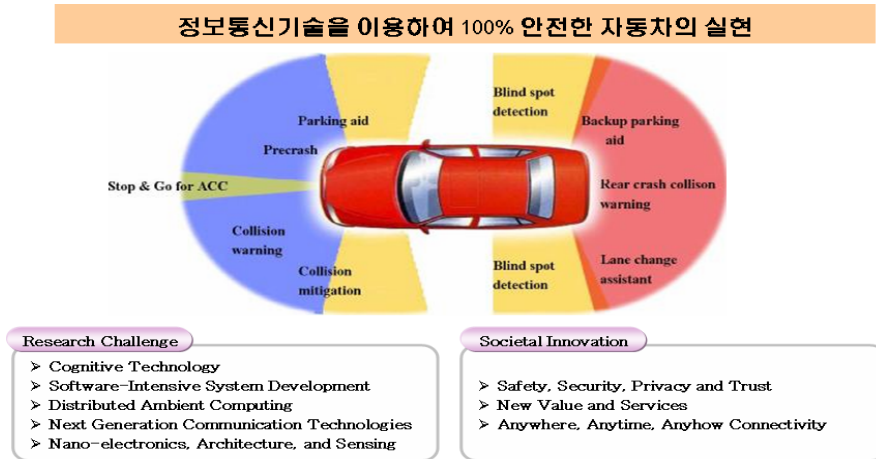 정보통신기술을 이용하여 100% 안전한 자동차의 실현
Blind spot
detection
Parking aid
Backup parking
aid
Precrash
Stop & Go for ACC
Rear crash collison
warning
Collision
warning
Collision
mitigation
Blind spot
detection
Lane change
assistant
Research Challenge
➢ Cognitive Technology
➢ Software-Intensive System Development
➢ Distributed Ambient Computing
➢ Next Generation Communication Technologies
➢ Nano-electronics, Architecture, and Sensing
Societal Innovation
➢ Safety, Security, Privacy and Trust
➢ New Value and Services
➢ Anywhere, Anytime, Anyhow Connectivity